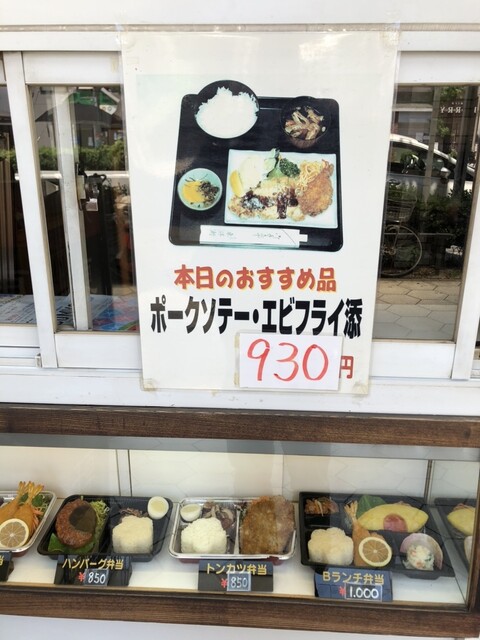 本日のおすすめ品
ポークソテー・エビフライ添
930円
ハンバーグ弁当
¥850
トンカツ弁当
¥850
Bランチ弁当
¥1.000